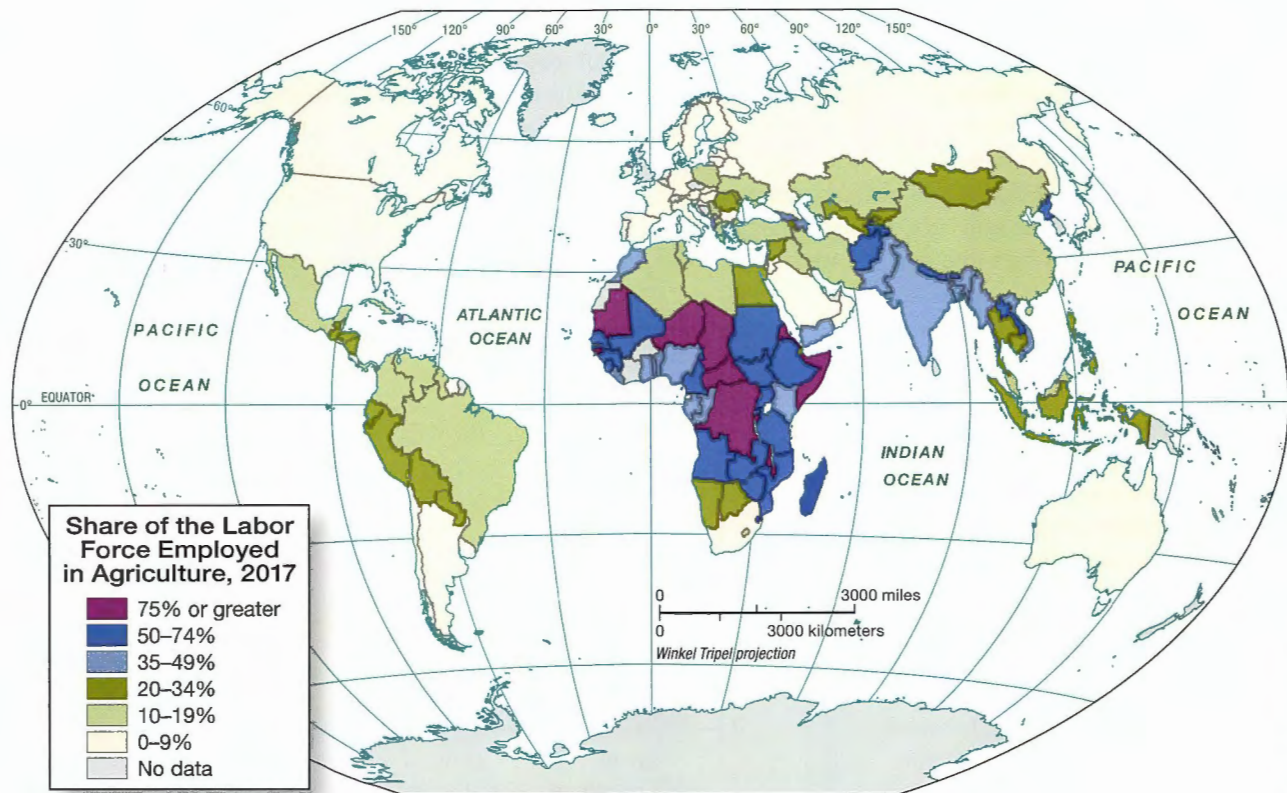 150° 120° 90° 60° 30° 0° 30° 60° 90° 120° 150°
60°
30°
PACIFIC
OCEAN
ATLANTIC
OCEAN
PACIFIC
OCEAN
0° EQUATOR
INDIAN
OCEAN
Share of the Labor
Force Employed
in Agriculture, 2017
75% or greater
50–74%
35–49%
20–34%
10–19%
0–9%
No data
0 3000 miles
0 3000 kilometers
Winkel Tripel projection